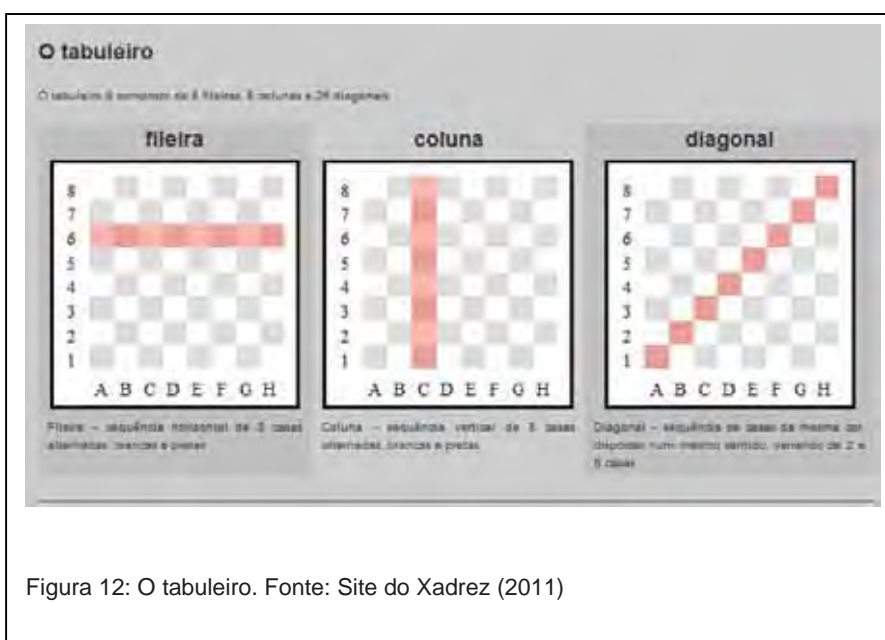 O tabuleiro
O tabuleiro é composto de 8 fileiras, 8 colunas e 26 diagonais
fileira
coluna
diagonal
8
7
6
5
4
3
2
1
A B C D E F G H
8
7
6
5
4
3
2
1
A B C D E F G H
8
7
6
5
4
3
2
1
A B C D E F G H
Fileira – sequência horizontal de 8 casas
alternadas, brancas e pretas
Coluna – sequência vertical de 8 casas
alternadas, brancas e pretas
Diagonal – sequência de casas da mesma cor
dispostas num mesmo sentido, variando de 2 a
8 casas
Figura 12: O tabuleiro. Fonte: Site do Xadrez (2011)